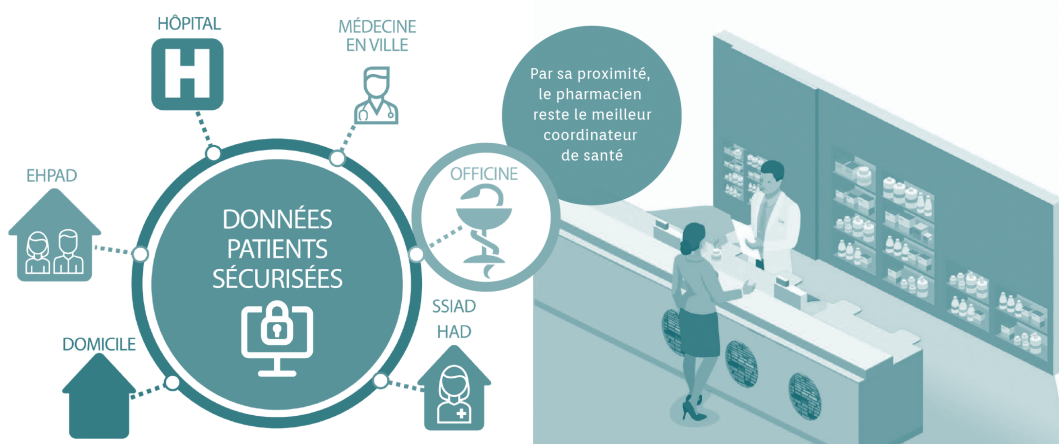 HÔPITAL
H
MÉDECINE
EN VILLE
EHPAD
DONNÉES
PATIENTS
SÉCURISÉES
OFFICINE
SSIAD
HAD
DOMICILE
Par sa proximité,
le pharmacien
reste le meilleur
coordinateur
de santé